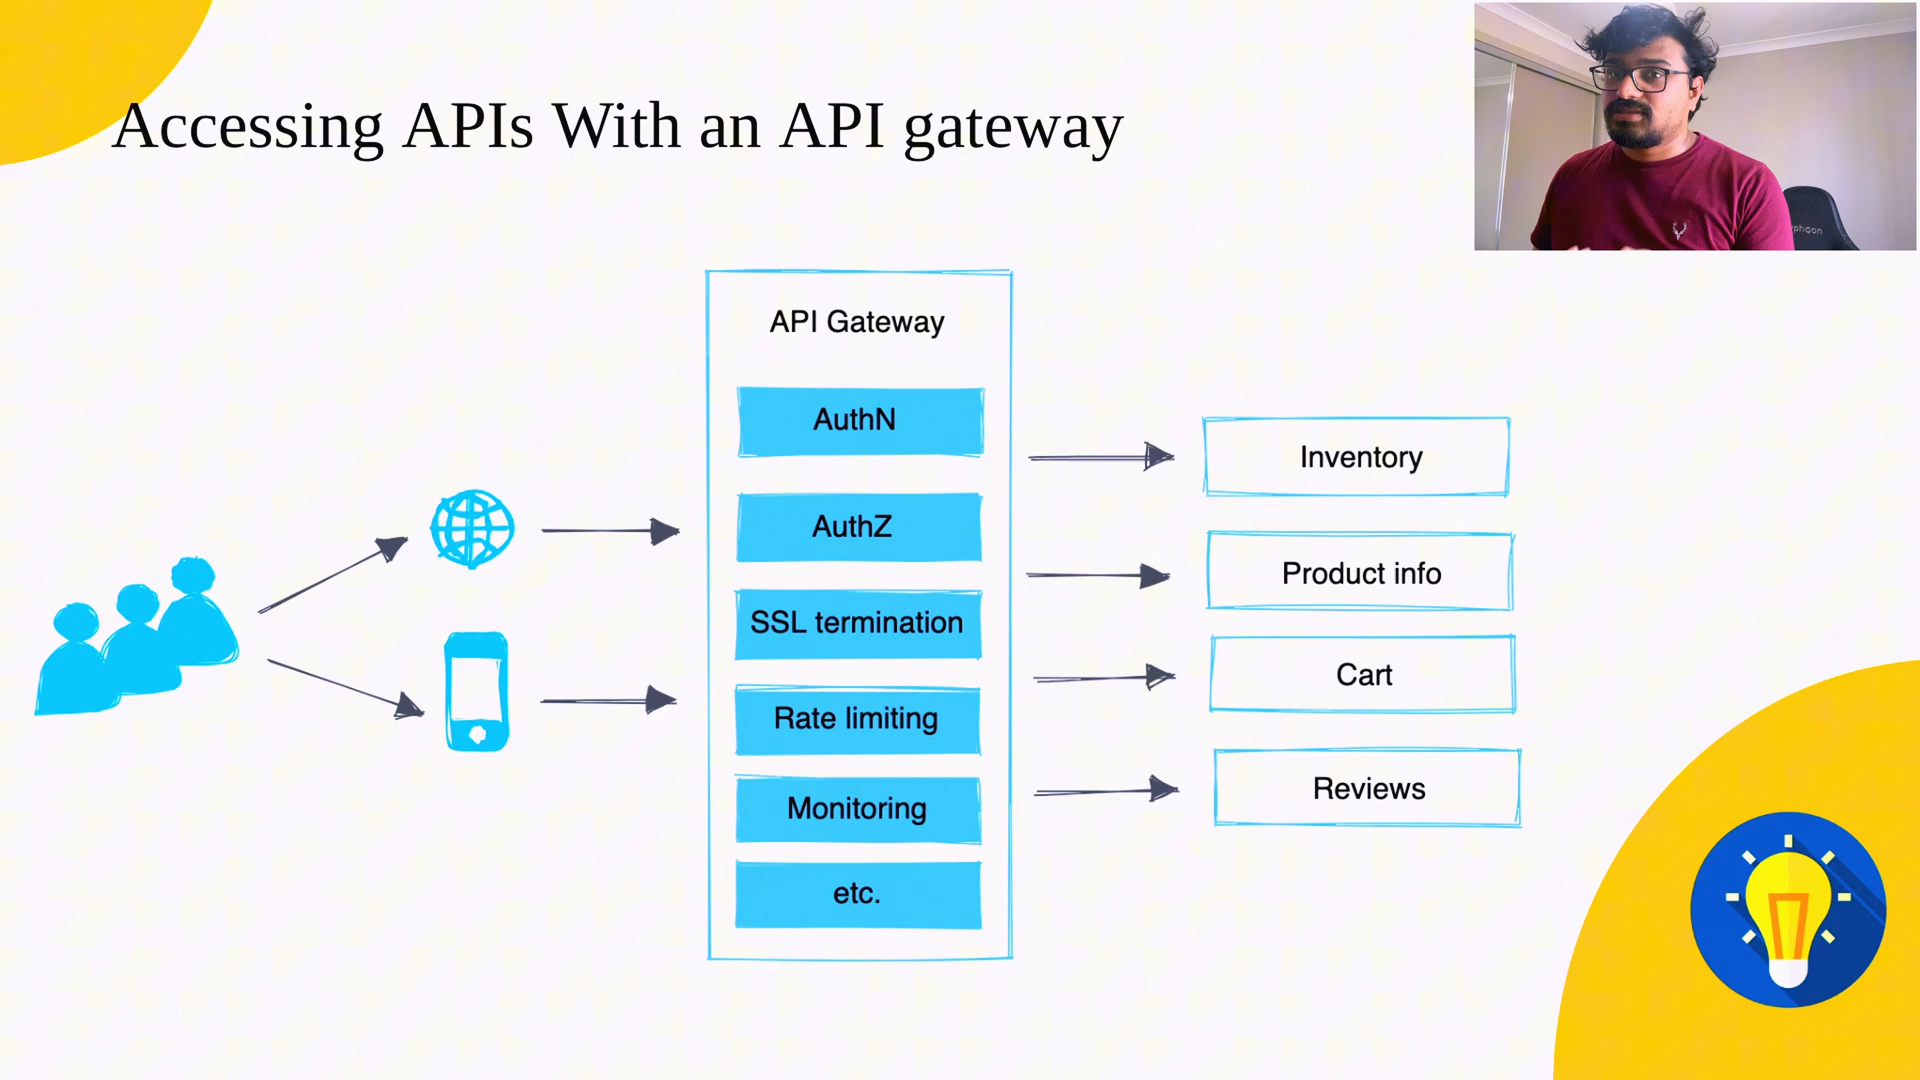 Accessing APIs With an API gateway
API Gateway
AuthN
AuthZ
SSL termination
Rate limiting
Monitoring
etc.
Inventory
Product info
Cart
Reviews